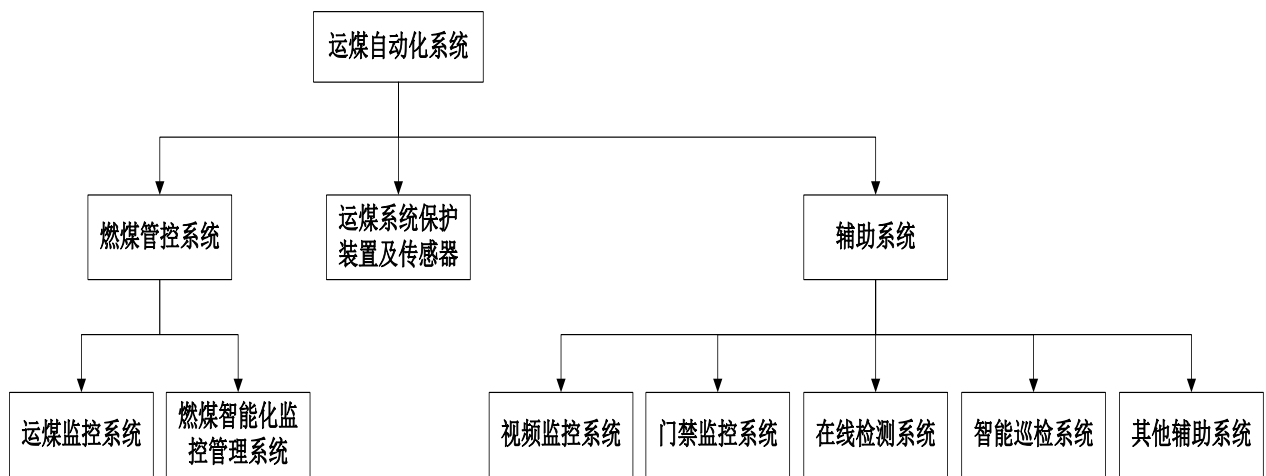 运煤自动化系统
燃煤管控系统
运煤系统保护
装置及传感器
辅助系统
运煤监控系统
燃煤智能化监
控管理系统
视频监控系统
门禁监控系统
在线检测系统
智能巡检系统
其他辅助系统